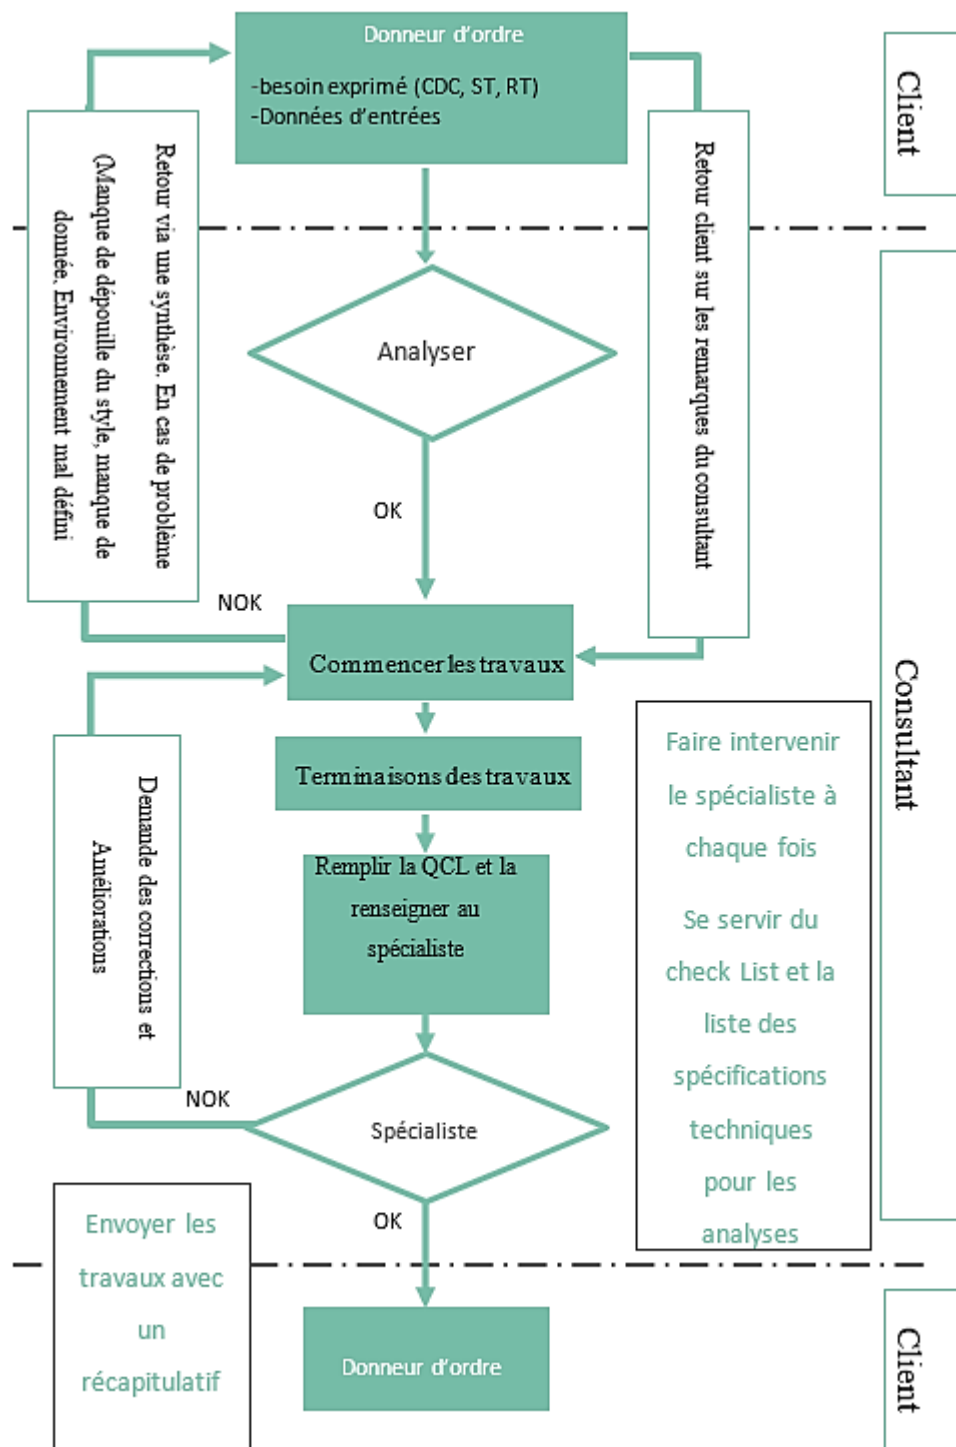 Donneur d'ordre
-besoin exprimé (CDC, ST, RT)
-Données d'entrées
Client
Retour via une synthèse. En cas de problème
(Manque de dépouille du style, manque de
donnée. Environnement mal défini
Retour client sur les remarques du consultant
Analyser
OK
NOK
Commencer les travaux
Consultant
Terminaisons des travaux
Demande des corrections et
Améliorations
Remplir la QCL et la
renseigner au
spécialiste
Faire intervenir
le spécialiste à
chaque fois
Se servir du
check List et la
liste des
spécifications
techniques
pour les
analyses
NOK
Spécialiste
OK
Envoyer les
travaux avec
un
récapitulatif
Donneur d'ordre
Client